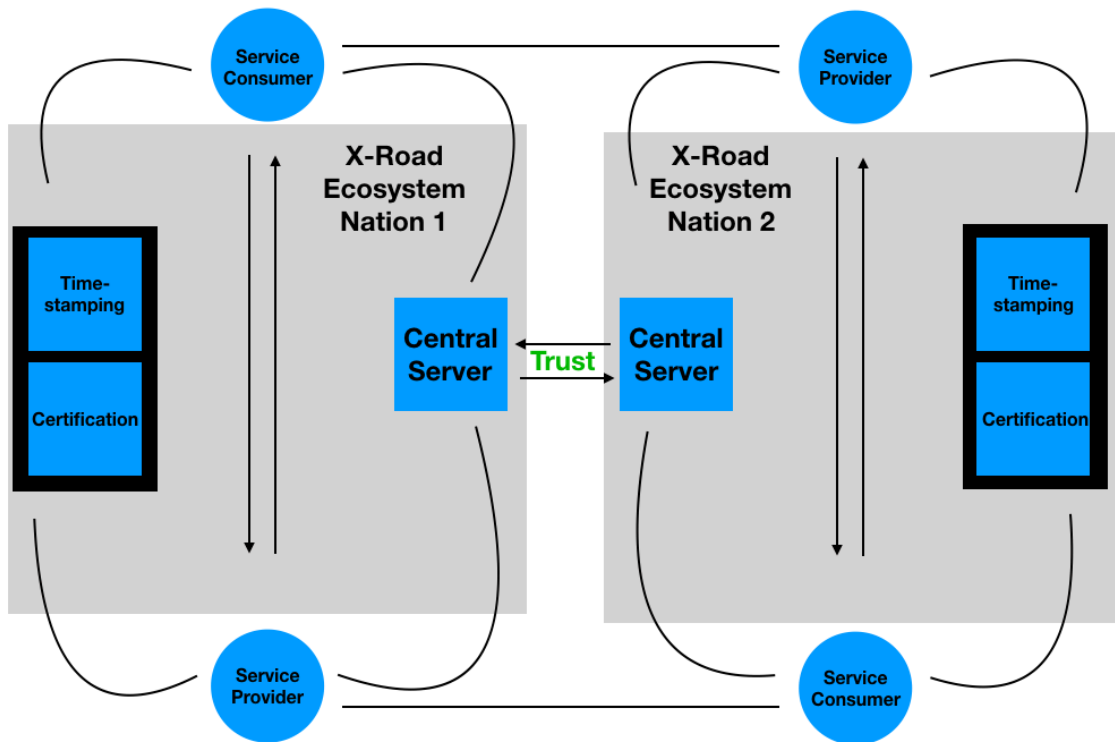 Service
Consumer
Service
Provider
X-Road
Ecosystem
Nation 1
X-Road
Ecosystem
Nation 2
Time-
stamping
Certification
Central
Server
Trust
Central
Server
Time-
stamping
Certification
Service
Provider
Service
Consumer